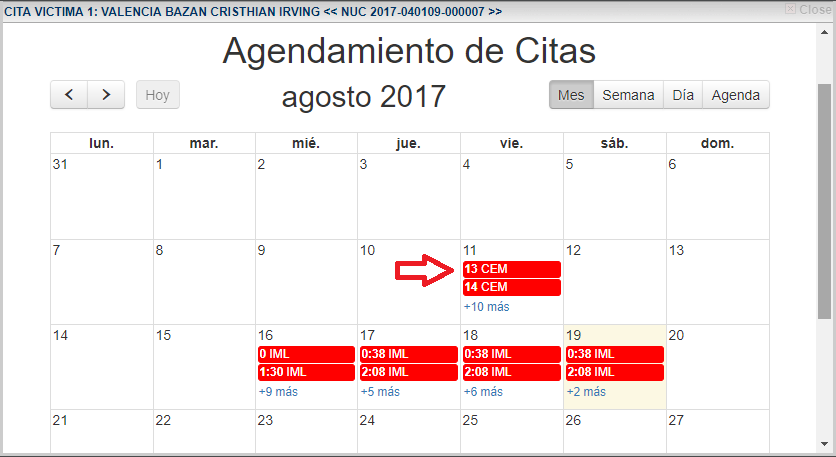 CITA VICTIMA 1: VALENCIA BAZAN CRISTHIAN IRVING << NUC 2017-040109-000007 >>
Close
Agendamiento de Citas
Hoy
agosto 2017
Mes Semana Día Agenda
lun. mar. mié. jue. vie. sáb. dom.
31 1 2 3 4 5 6
7 8 9 10 11 12 13
13 CEM
14 CEM
+10 más
14 15 16 17 18 19 20
0 IML 0:38 IML 0:38 IML 0:38 IML
1:30 IML 2:08 IML 2:08 IML 2:08 IML
+9 más +5 más +6 más +2 más
21 22 23 24 25 26 27